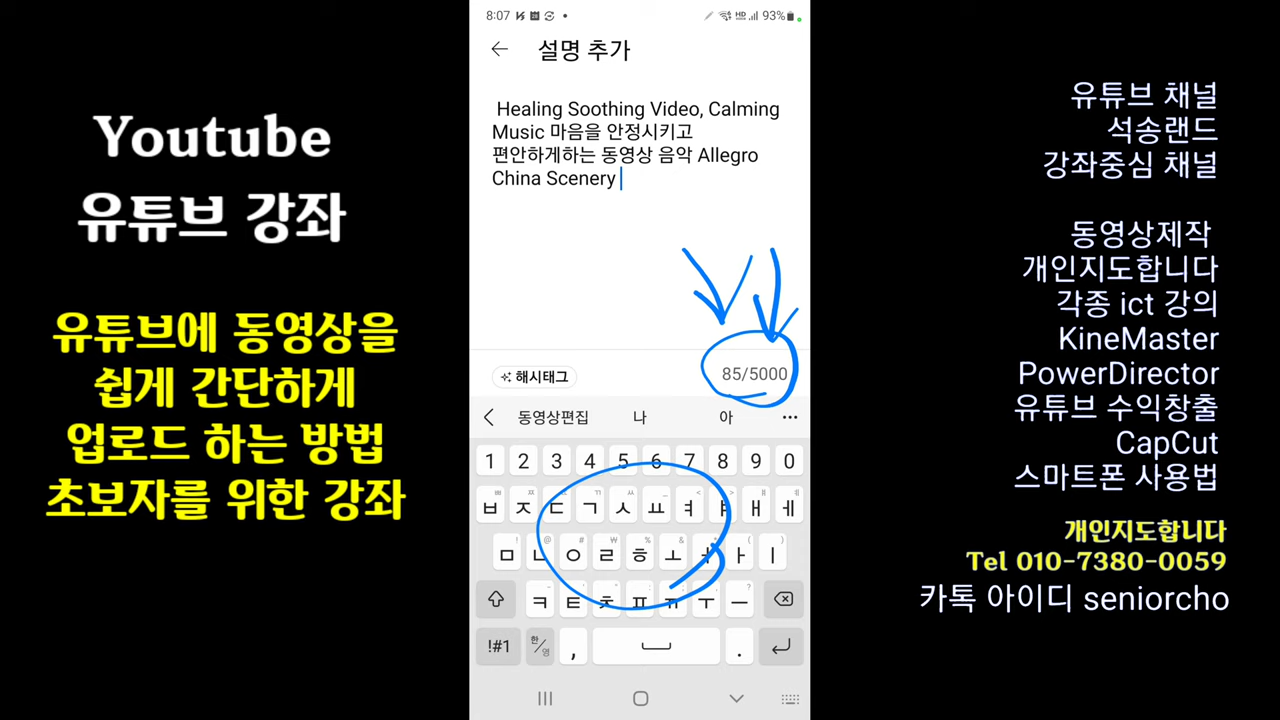 Youtube
유튜브 강좌
유튜브에 동영상을
쉽게 간단하게
업로드 하는 방법
초보자를 위한 강좌
8:07
HD
93%
설명 추가
Healing Soothing Video, Calming
Music 마음을 안정시키고
편안하게하는 동영상 음악 Allegro
China Scenery
해시태그
85/5000
동영상편집 나 아
1 2 3 4 5 6 7 8 9 0
ㅂ ㅈ ㄷ ㄱ ㅅ ㅛ ㅕ ㅑ ㅐ ㅔ
ㅁ ㄴ ㅇ ㄹ ㅎ ㅗ ㅓ ㅏ ㅣ
ㅋ ㅌ ㅊ ㅍ ㅠ ㅜ ㅡ
!#1 한/영 , .
유튜브 채널
석송랜드
강좌중심 채널
동영상제작
개인지도합니다
각종 ict 강의
KineMaster
PowerDirector
유튜브 수익창출
CapCut
스마트폰 사용법
개인지도합니다
Tel 010-7380-0059
카톡 아이디 seniorcho